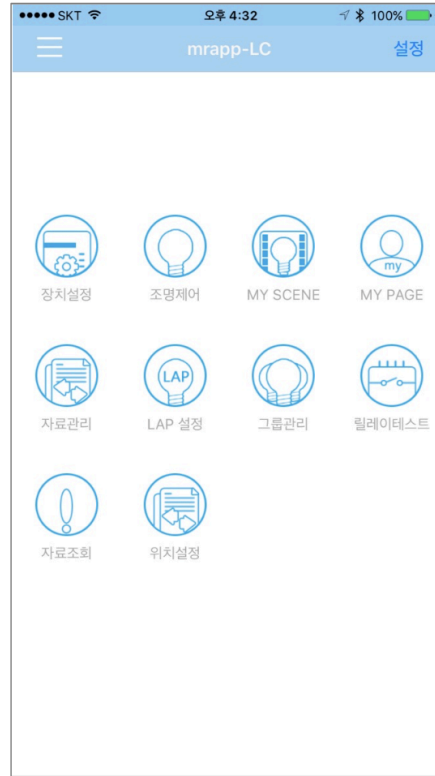 SKT 오후 4:32 100%
mrapp-LC 설정
장치설정 조명제어 MY SCENE MY PAGE
my
LAP
자료관리 LAP 설정 그룹관리 릴레이테스트
자료조회 위치설정